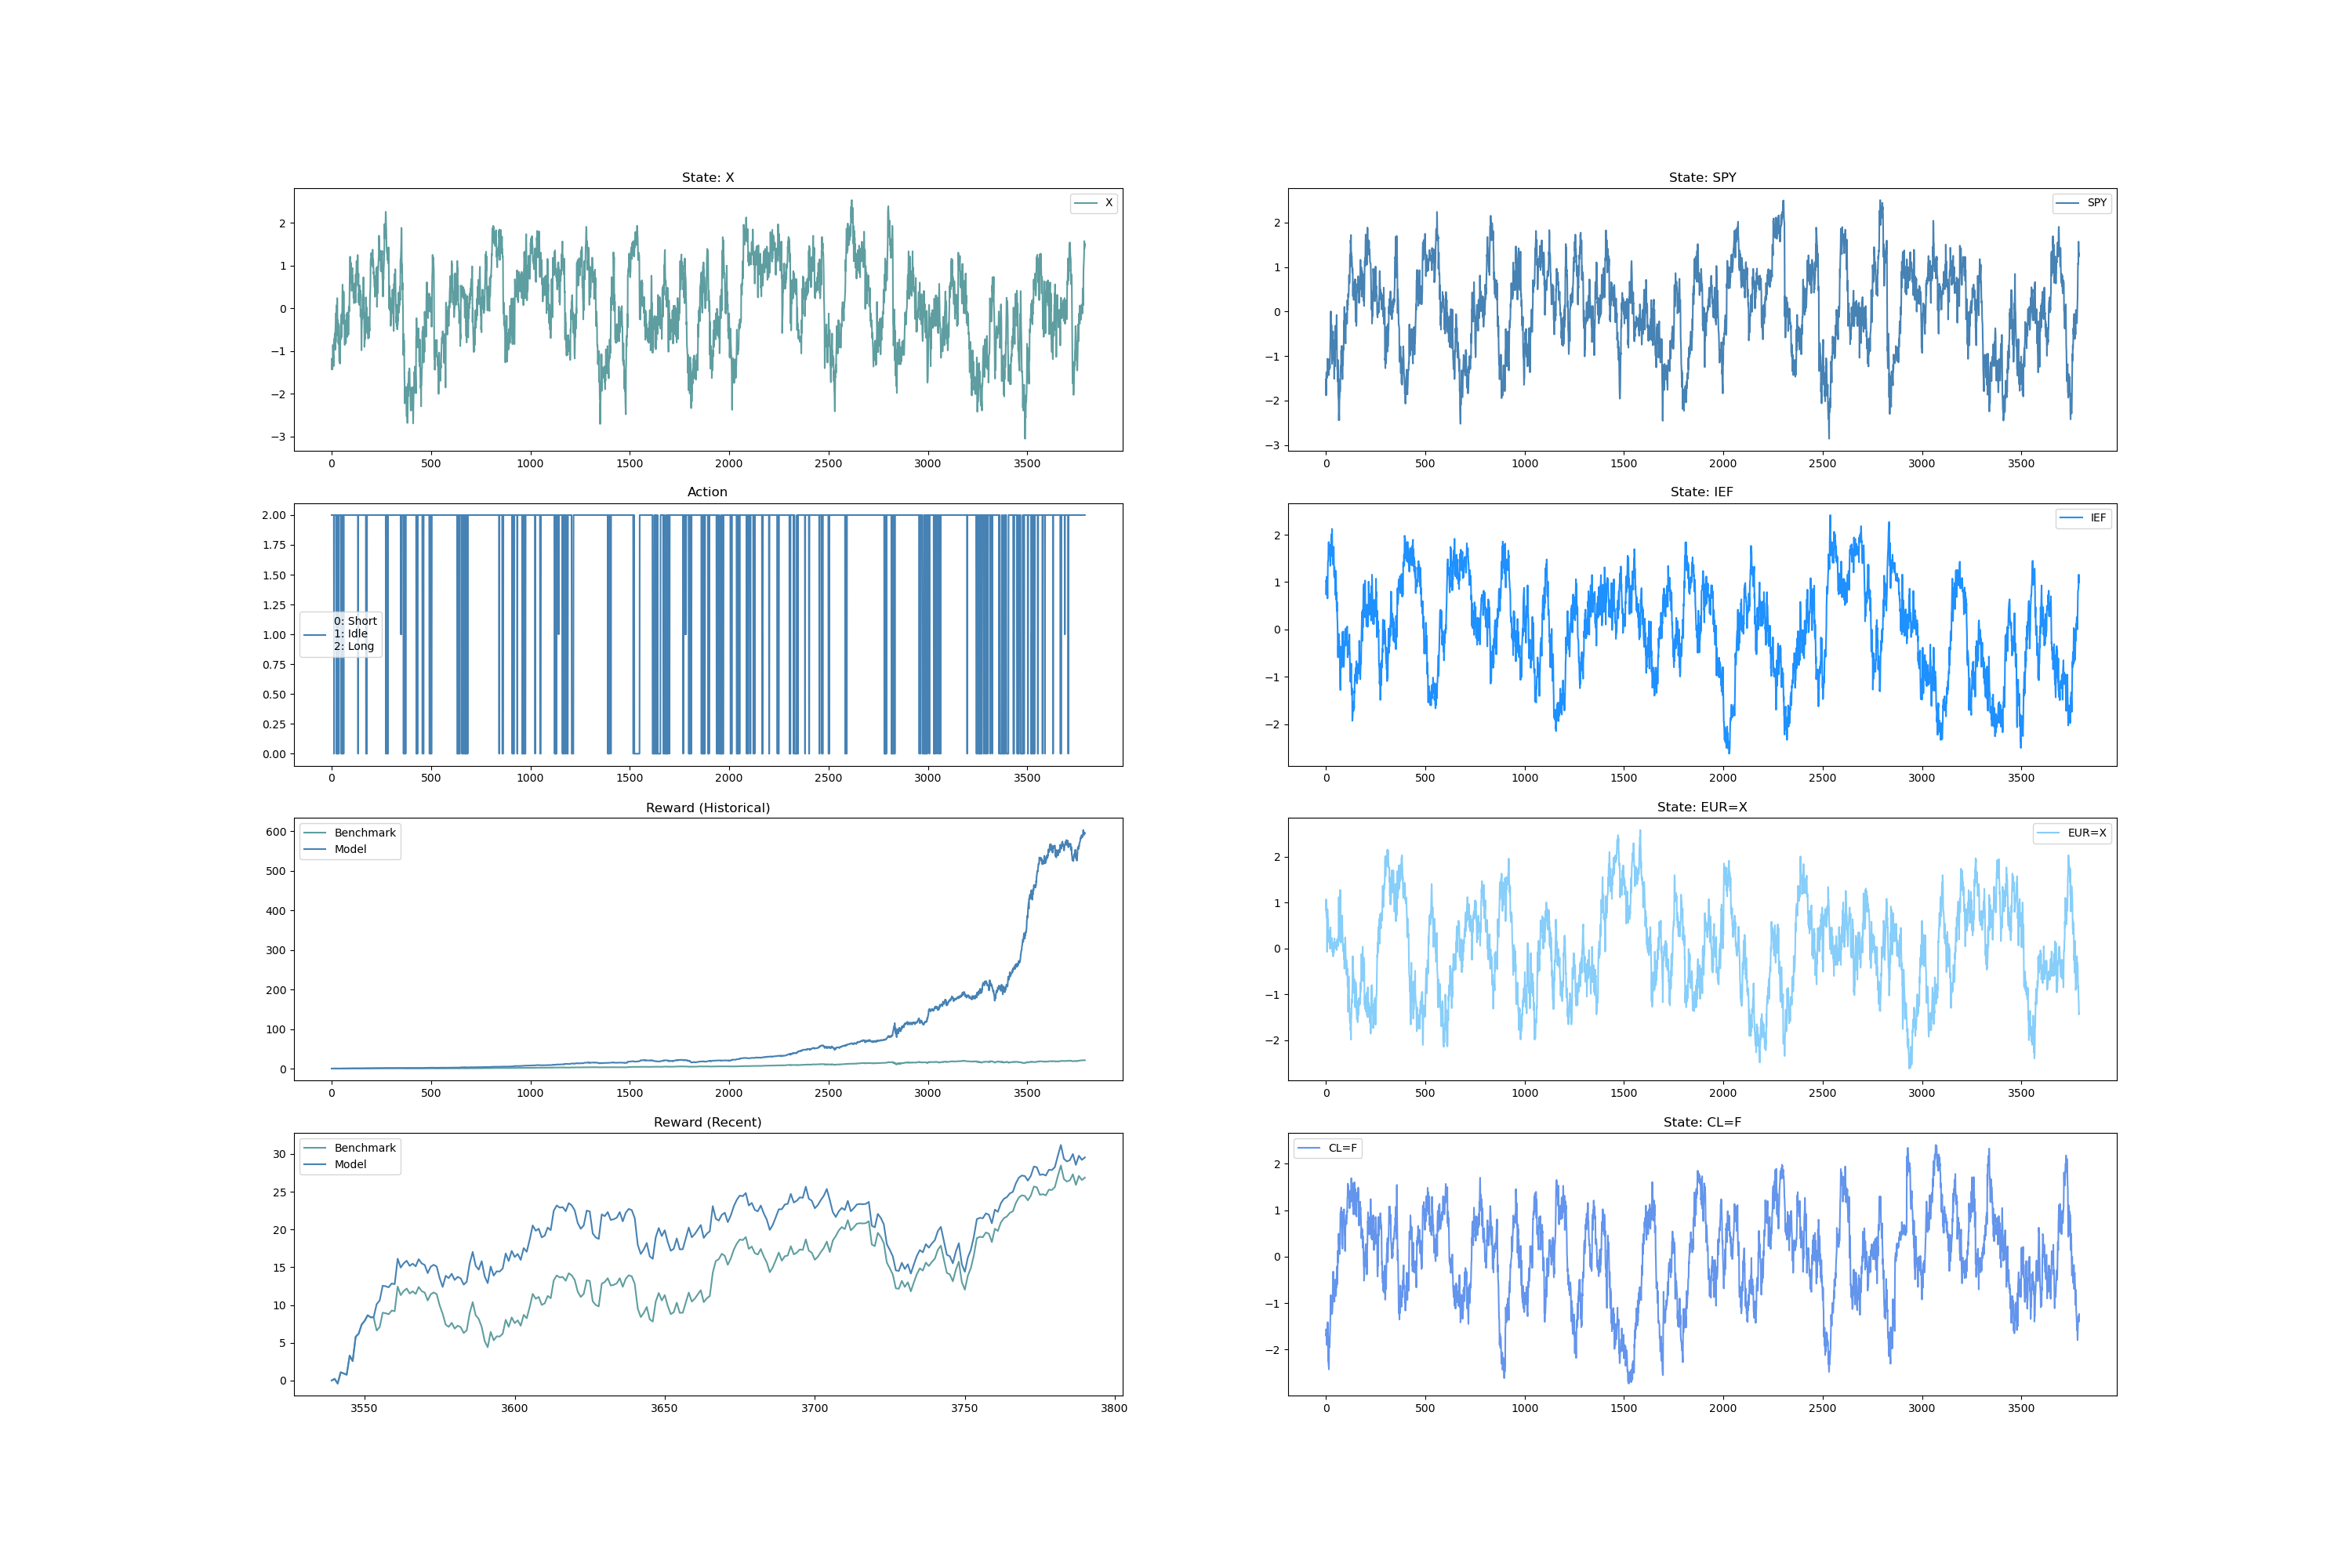 State: X
X
2
1
0
−1
−2
−3
0 500 1000 1500 2000 2500 3000 3500
State: SPY
SPY
2
1
0
−1
−2
−3
0 500 1000 1500 2000 2500 3000 3500
Action
2.00
1.75
1.50
1.25
1.00
0.75
0.50
0.25
0.00
0: Short
1: Idle
2: Long
0 500 1000 1500 2000 2500 3000 3500
State: IEF
IEF
2
1
0
−1
−2
0 500 1000 1500 2000 2500 3000 3500
Reward (Historical)
Benchmark
Model
600
500
400
300
200
100
0
0 500 1000 1500 2000 2500 3000 3500
State: EUR=X
EUR=X
2
1
0
−1
−2
0 500 1000 1500 2000 2500 3000 3500
Reward (Recent)
Benchmark
Model
30
25
20
15
10
5
0
3550 3600 3650 3700 3750 3800
State: CL=F
CL=F
2
1
0
−1
−2
0 500 1000 1500 2000 2500 3000 3500